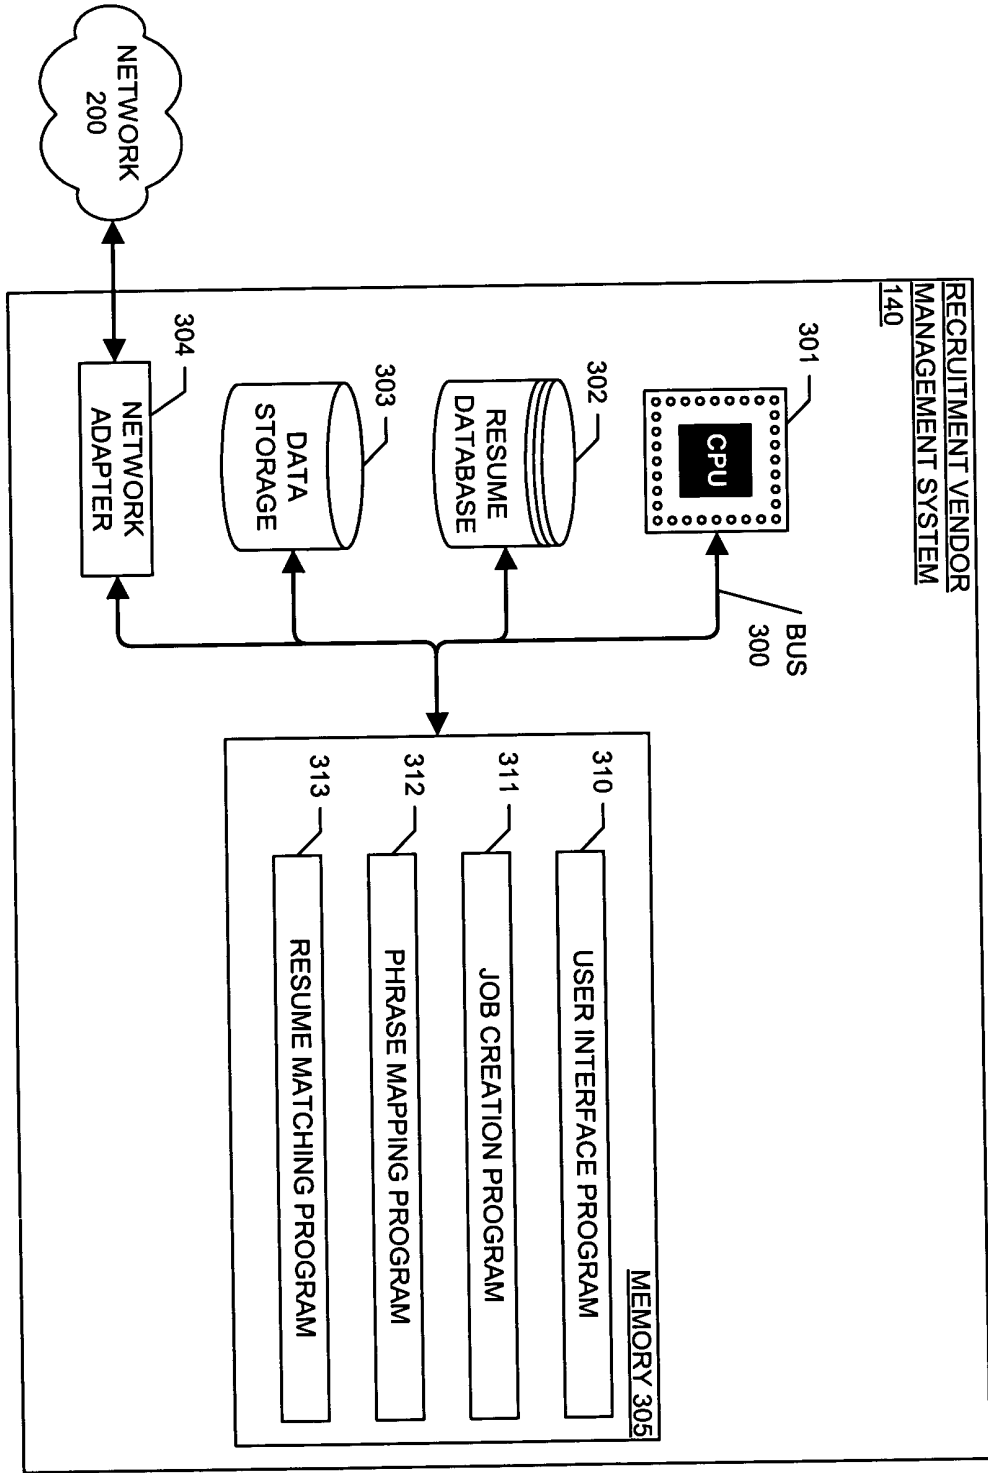 RECRUITMENT VENDOR
MANAGEMENT SYSTEM
140
301
CPU
BUS
300
302
RESUME
DATABASE
303
DATA
STORAGE
304
NETWORK
ADAPTER
NETWORK
200
MEMORY 305
310
USER INTERFACE PROGRAM
311
JOB CREATION PROGRAM
312
PHRASE MAPPING PROGRAM
313
RESUME MATCHING PROGRAM